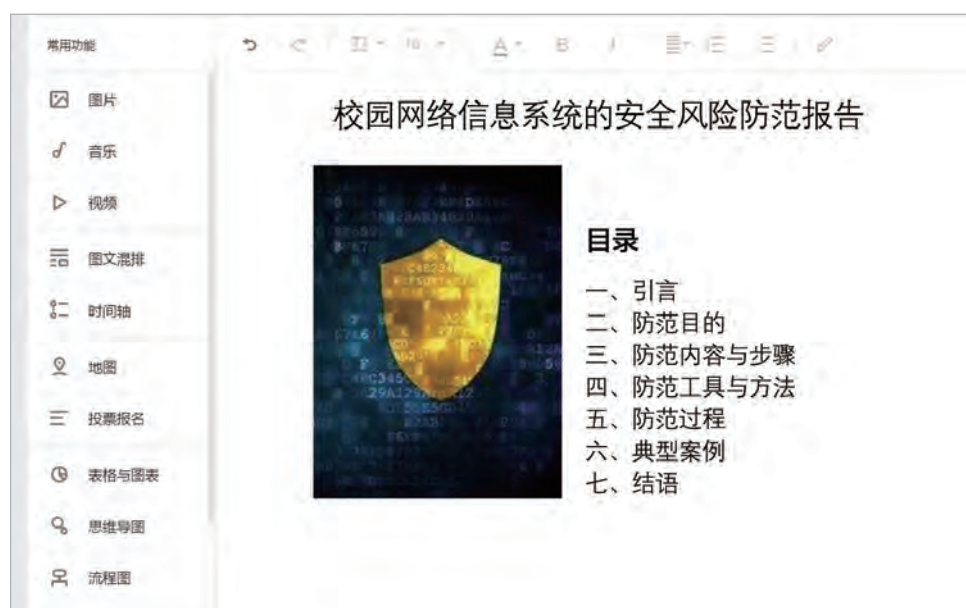 常用功能
图片
音乐
视频
图文混排
时间轴
地图
投票报名
表格与图表
思维导图
流程图
A
B
I
校园网络信息系统的安全风险防范报告
目录
一、引言
二、防范目的
三、防范内容与步骤
四、防范工具与方法
五、防范过程
六、典型案例
七、结语